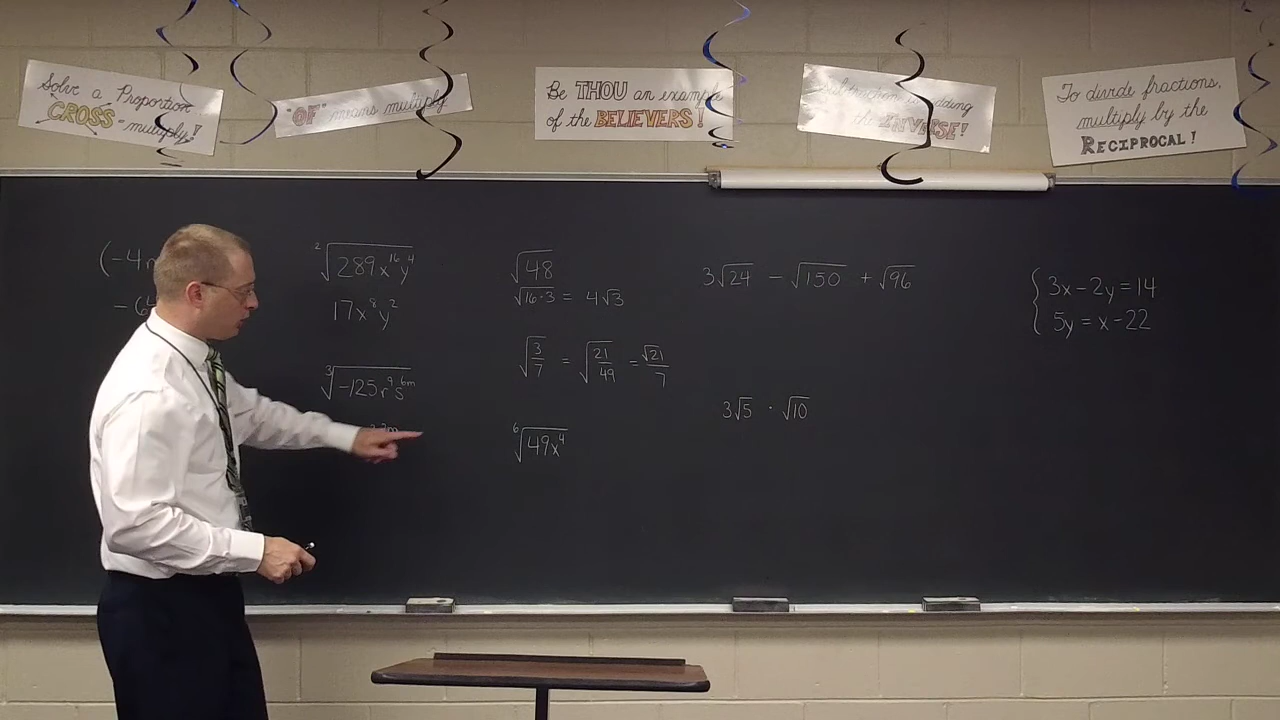 Solve a Proportion
CROSS-multiply!
"OF" means multiply
Be THOU an example
of the BELIEVERS!
the INVERSE!
To divide fractions,
multiply by the
RECIPROCAL!
(-4
-6
²√289x¹⁶y⁴
17x⁸y²
³√-125r⁹s⁶ᵐ
√48
√16·3 = 4√3
√3/7 = √21/49 = √21/7
⁶√49x⁴
3√24 - √150 + √96
3√5 · √10
{ 3x-2y=14
5y=x-22